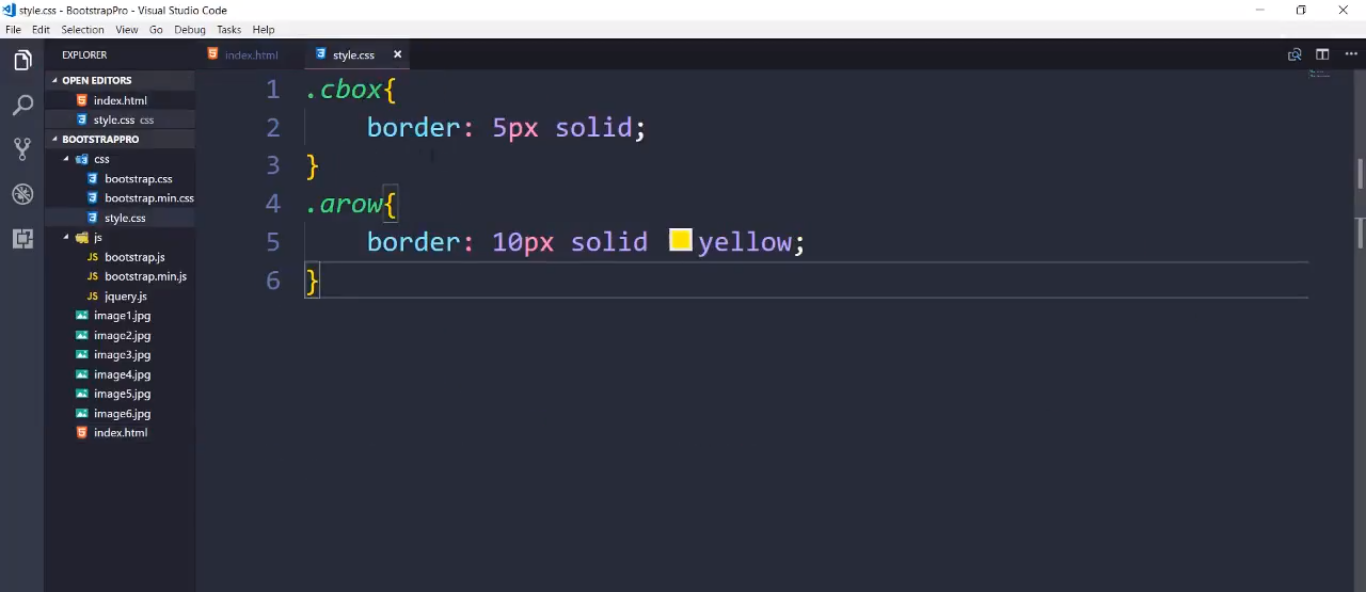 style.css - BootstrapPro - Visual Studio Code
File Edit Selection View Go Debug Tasks Help
EXPLORER
OPEN EDITORS
index.html
style.css css
BOOTSTRAPPRO
css
bootstrap.css
bootstrap.min.css
style.css
js
bootstrap.js
bootstrap.min.js
jquery.js
image1.jpg
image2.jpg
image3.jpg
image4.jpg
image5.jpg
image6.jpg
index.html
index.html style.css
1 .cbox{
2 border: 5px solid;
3 }
4 .arow{
5 border: 10px solid yellow;
6 }